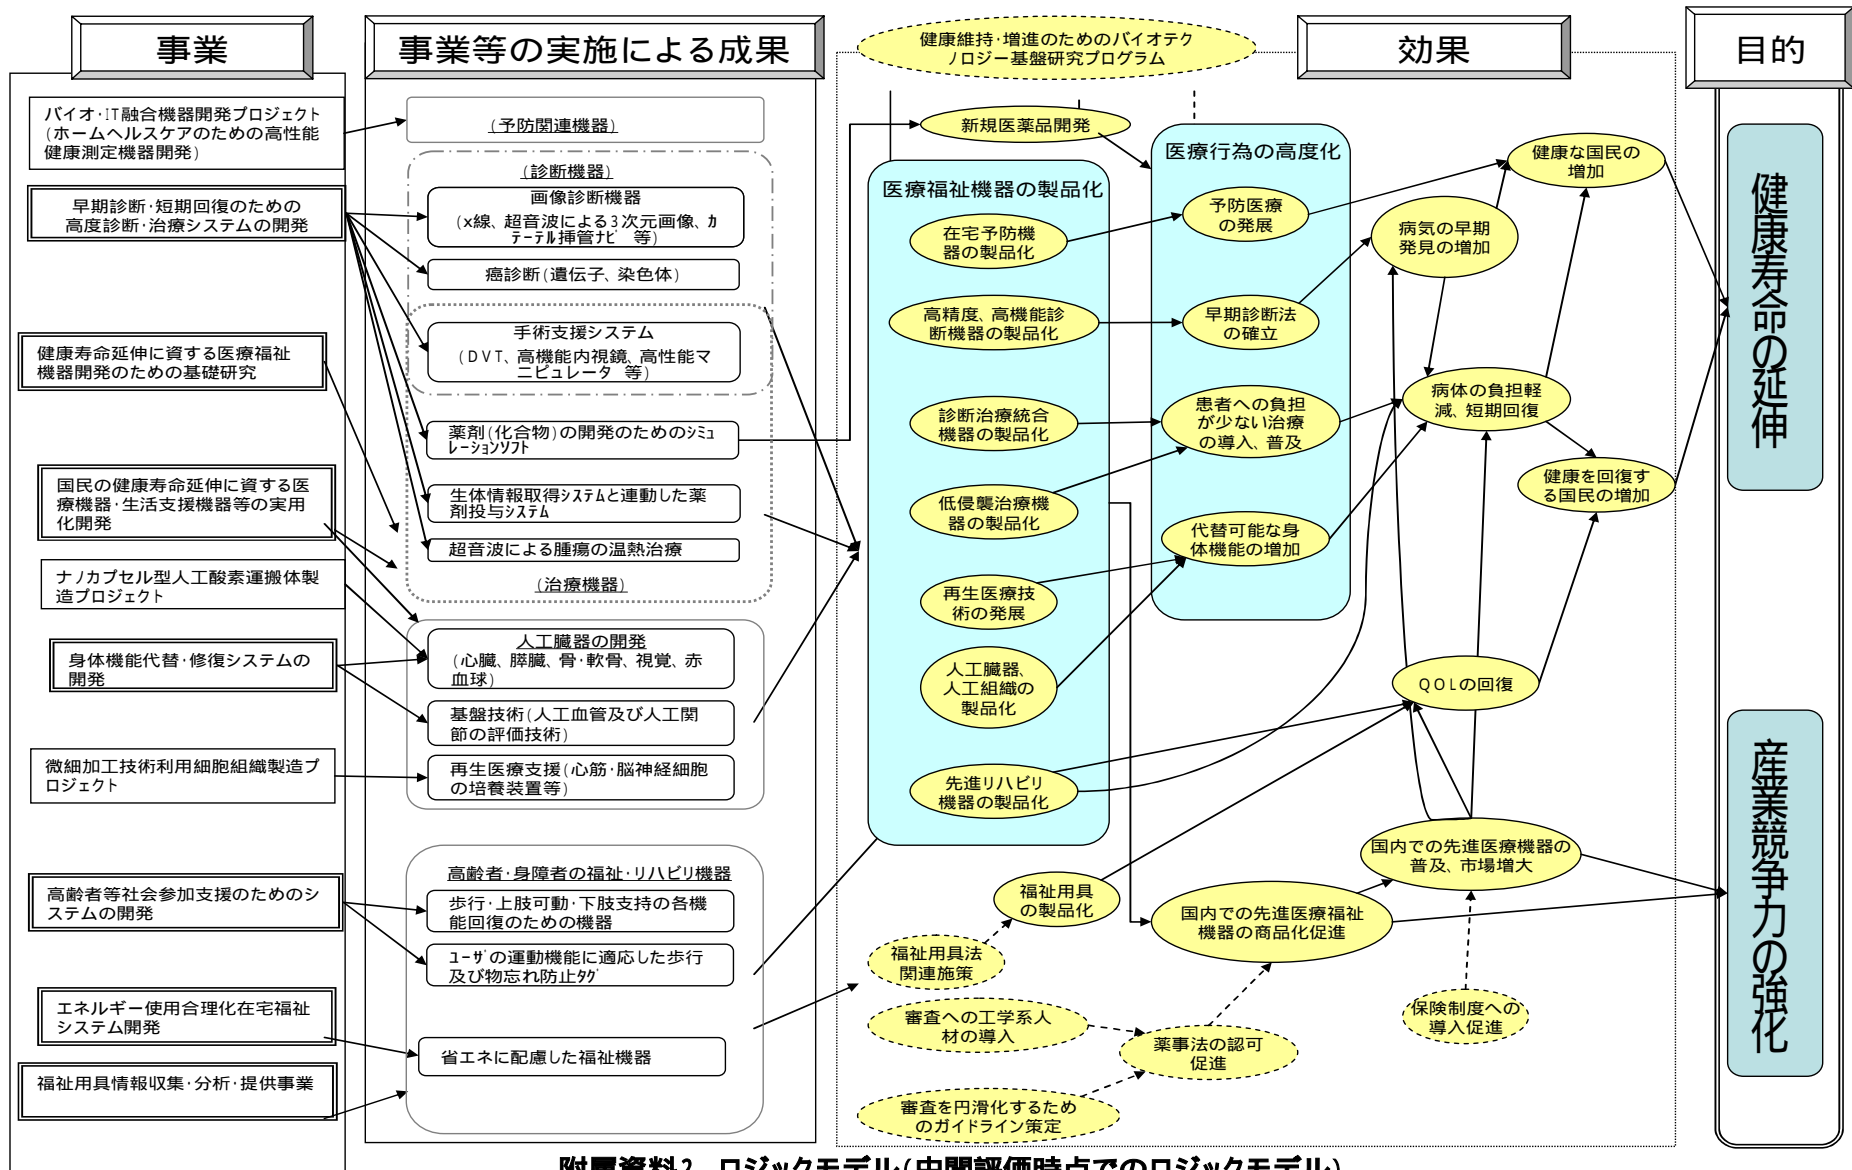 事業
事業等の実施による成果
効果
目的
バイオ･IT融合機器開発プロジェクト
(ホームヘルスケアのための高性能
健康測定機器開発)
早期診断･短期回復のための
高度診断･治療システムの開発
健康寿命延伸に資する医療福祉
機器開発のための基礎研究
国民の健康寿命延伸に資する医
療機器･生活支援機器等の実用
化開発
ナノカプセル型人工酸素運搬体製
造プロジェクト
身体機能代替･修復システムの
開発
微細加工技術利用細胞組織製造プ
ロジェクト
高齢者等社会参加支援のためのシ
ステムの開発
エネルギー使用合理化在宅福祉
システム開発
福祉用具情報収集･分析･提供事業
(予防関連機器)
(診断機器)
画像診断機器
(x線、超音波による3次元画像、カ
テーテル挿管ナビ 等)
癌診断(遺伝子、染色体)
手術支援システム
(DVT、高機能内視鏡、高性能マ
ニピュレータ 等)
薬剤(化合物)の開発のためのシミュ
レーションソフト
生体情報取得システムと連動した薬
剤投与システム
超音波による腫瘍の温熱治療
(治療機器)
人工臓器の開発
(心臓、膵臓、骨･軟骨、視覚、赤
血球)
基盤技術(人工血管及び人工関
節の評価技術)
再生医療支援(心筋･脳神経細胞
の培養装置等)
高齢者･身障者の福祉･リハビリ機器
歩行･上肢可動･下肢支持の各機
能回復のための機器
ユーザの運動機能に適応した歩行
及び物忘れ防止タグ
省エネに配慮した福祉機器
健康維持･増進のためのバイオテク
ノロジー基盤研究プログラム
新規医薬品開発
医療福祉機器の製品化
在宅予防機
器の製品化
高精度、高機能診
断機器の製品化
診断治療統合
機器の製品化
低侵襲治療機
器の製品化
再生医療技
術の発展
人工臓器、
人工組織の
製品化
先進リハビリ
機器の製品化
医療行為の高度化
予防医療
の発展
早期診断法
の確立
患者への負担
が少ない治療
の導入、普及
代替可能な身
体機能の増加
健康な国民の
増加
病気の早期
発見の増加
病体の負担軽
減、短期回復
健康を回復す
る国民の増加
QOLの回復
国内での先進医療機器の
普及、市場増大
福祉用具
の製品化
国内での先進医療福祉
機器の商品化促進
福祉用具法
関連施策
審査への工学系人
材の導入
薬事法の認可
促進
保険制度への
導入促進
審査を円滑化するため
のガイドライン策定
健康寿命の延伸
産業競争力の強化
附属資料2 ロジックモデル(中間評価時点でのロジックモデル)